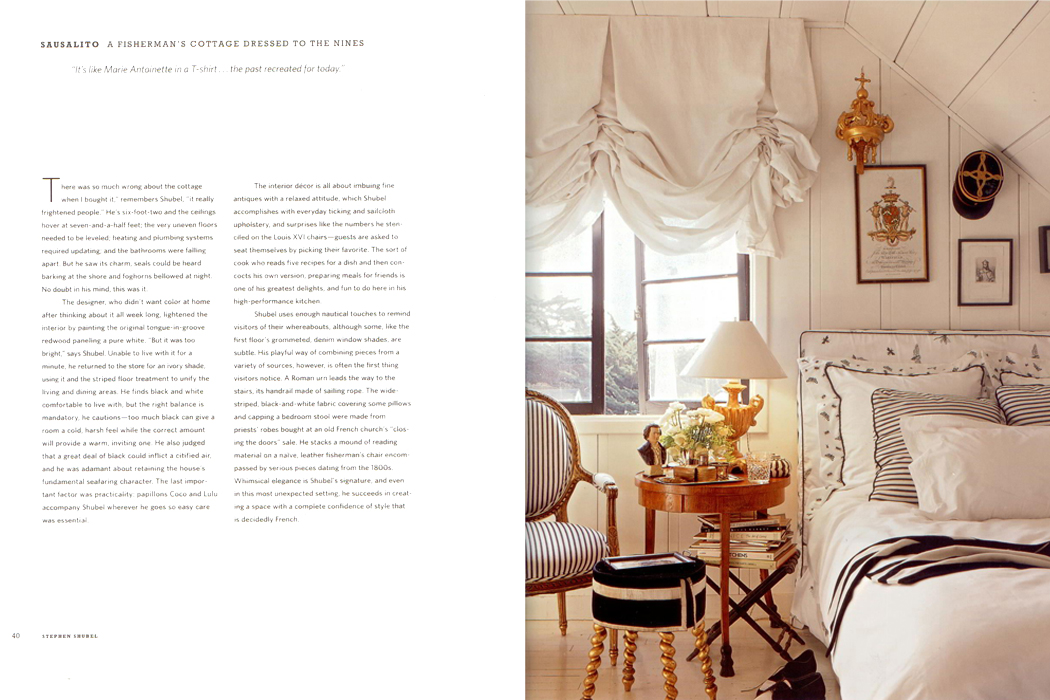 SAUSALITO A FISHERMAN'S COTTAGE DRESSED TO THE NINES
"It's like Marie Antoinette in a T-shirt . . . the past recreated for today."
There was so much wrong about the cottage
when I bought it," remembers Shubel, "it really
frightened people." He's six-foot-two and the ceilings
hover at seven-and-a-half feet; the very uneven floors
needed to be leveled, heating and plumbing systems
required updating, and the bathrooms were falling
apart. But he saw its charm, seals could be heard
barking at the shore and foghorns bellowed at night.
No doubt in his mind, this was it.
The designer, who didn't want color at home
after thinking about it all week long, lightened the
interior by painting the original tongue-in-groove
redwood paneling a pure white. "But it was too
bright," says Shubel. Unable to live with it for a
minute, he returned to the store for an ivory shade,
using it and the striped floor treatment to unify the
living and dining areas. He finds black and white
comfortable to live with, but the right balance is
mandatory, he cautions—too much black can give a
room a cold, harsh feel while the correct amount
will provide a warm, inviting one. He also judged
that a great deal of black could inflict a citified air,
and he was adamant about retaining the house's
fundamental seafaring character. The last impor-
tant factor was practicality; papillons Coco and Lulu
accompany Shubel wherever he goes so easy care
was essential.
The interior décor is all about imbuing fine
antiques with a relaxed attitude, which Shubel
accomplishes with everyday ticking and sailcloth
upholstery, and surprises like the numbers he sten-
ciled on the Louis XVI chairs—guests are asked to
seat themselves by picking their favorite. The sort of
cook who reads five recipes for a dish and then con-
cocts his own version, preparing meals for friends is
one of his greatest delights, and fun to do here in his
high-performance kitchen.
Shubel uses enough nautical touches to remind
visitors of their whereabouts, although some, like the
first floor's grommeted, denim window shades, are
subtle. His playful way of combining pieces from a
variety of sources, however, is often the first thing
visitors notice. A Roman urn leads the way to the
stairs, its handrail made of sailing rope. The wide-
striped, black-and-white fabric covering some pillows
and capping a bedroom stool were made from
priests' robes bought at an old French church's "clos-
ing the doors" sale. He stacks a mound of reading
material on a naïve, leather fisherman's chair encom-
passed by serious pieces dating from the 1800s.
Whimsical elegance is Shubel's signature, and even
in this most unexpected setting, he succeeds in creat-
ing a space with a complete confidence of style that
is decidedly French.
40 STEPHEN SHUBEL